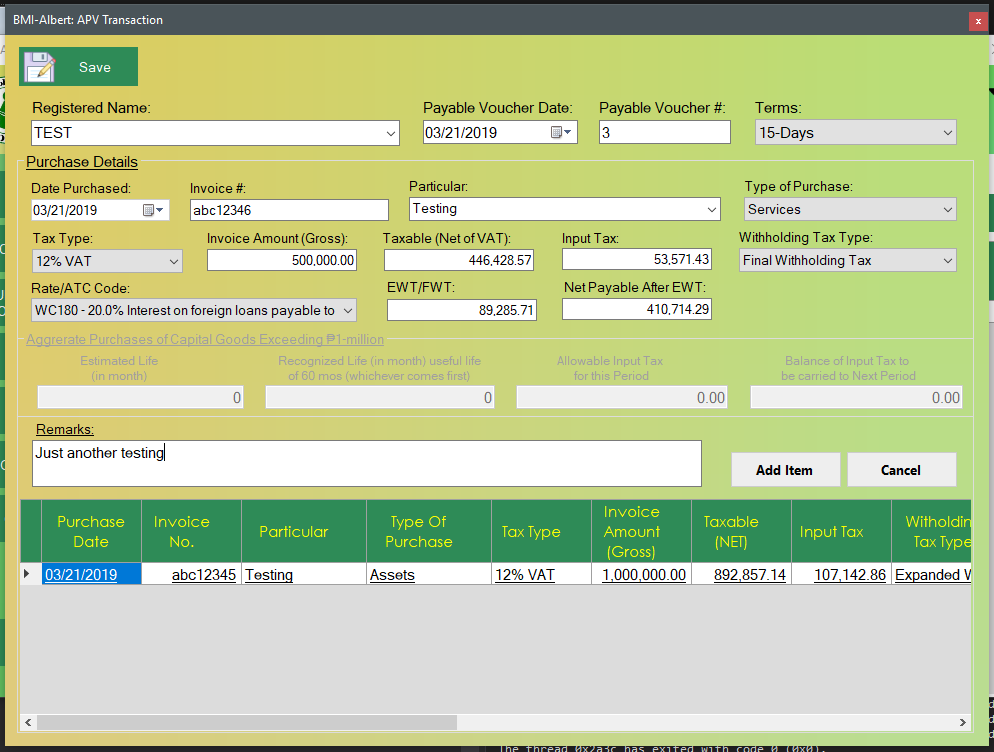 BMI-Albert: APV Transaction
x
Save
Registered Name: Payable Voucher Date: Payable Voucher #: Terms:
TEST 03/21/2019 3 15-Days
Purchase Details
Date Purchased: Invoice #: Particular: Type of Purchase:
03/21/2019 abc12346 Testing Services
Tax Type: Invoice Amount (Gross): Taxable (Net of VAT): Input Tax: Withholding Tax Type:
12% VAT 500,000.00 446,428.57 53,571.43 Final Withholding Tax
Rate/ATC Code: EWT/FWT: Net Payable After EWT:
WC180 - 20.0% Interest on foreign loans payable to 89,285.71 410,714.29
Aggrerate Purchases of Capital Goods Exceeding ₱1-million
Estimated Life Recognized Life (in month) useful life Allowable Input Tax Balance of Input Tax to
(in month) of 60 mos (whichever comes first) for this Period be carried to Next Period
0 0 0.00 0.00
Remarks:
Just another testing
Add Item Cancel
Purchase Date Invoice No. Particular Type Of Purchase Tax Type Invoice Amount (Gross) Taxable (NET) Input Tax Witholdin Tax Type
03/21/2019 abc12345 Testing Assets 12% VAT 1,000,000.00 892,857.14 107,142.86 Expanded W
The thread 0x2a3c has exited with code 0 (0x0).